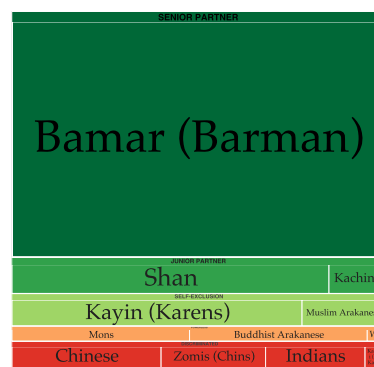 SENIOR PARTNER
Bamar (Barman)
JUNIOR PARTNER
Shan Kachin
SELF-EXCLUSION
Kayin (Karens) Muslim Arakanes
Mons Buddhist Arakanese W
Chinese Zomis (Chins) Indians